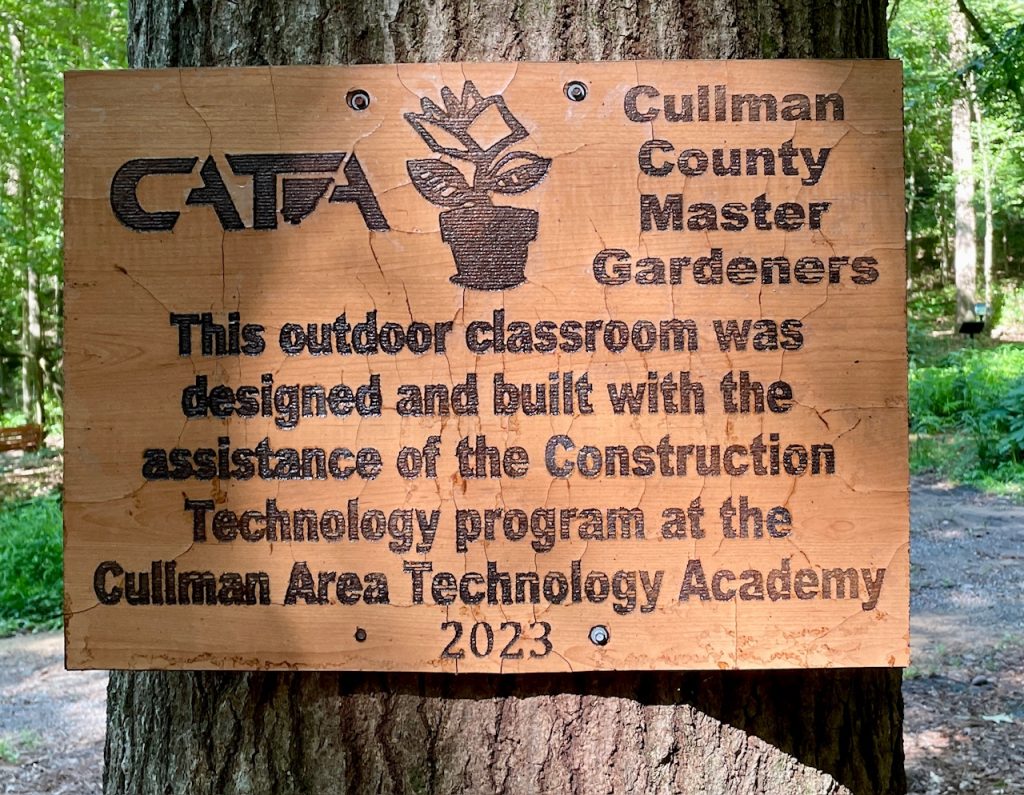 CATA
Cullman
County
Master
Gardeners
This outdoor classroom was
designed and built with the
assistance of the Construction
Technology program at the
Cullman Area Technology Academy
2023